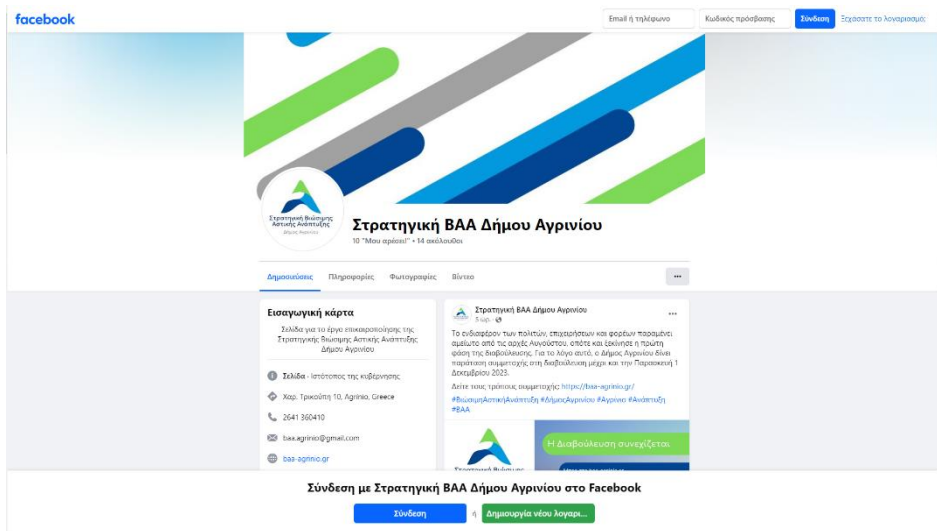 facebook
Email ή τηλέφωνο
Κωδικός πρόσβασης
Σύνδεση
Ξεχάσατε το λογαριασμό;
Στρατηγική Βιώσιμης
Αστικής Ανάπτυξης
Δήμος Αγρινίου
Στρατηγική ΒΑΑ Δήμου Αγρινίου
10 "Μου αρέσει!" • 14 ακόλουθοι
Δημοσιεύσεις
Πληροφορίες
Φωτογραφίες
Βίντεο
Εισαγωγική κάρτα
Σελίδα για το έργο επικαιροποίησης της
Στρατηγικής Βιώσιμης Αστικής Ανάπτυξης
Δήμου Αγρινίου
Σελίδα · Ιστότοπος της κυβέρνησης
Χαρ. Τρικούπη 10, Agrinio, Greece
2641 360410
baa.agrinio@gmail.com
baa-agrinio.gr
Στρατηγική ΒΑΑ Δήμου Αγρινίου
Το ενδιαφέρον των πολιτών, επιχειρήσεων και φορέων παραμένει
αμείωτο από τις αρχές Αυγούστου, οπότε και ξεκίνησε η πρώτη
φάση της διαβούλευσης. Για το λόγο αυτό, ο Δήμος Αγρινίου δίνει
παράταση συμμετοχής στη διαβούλευση μέχρι και την Παρασκευή 1
Δεκεμβρίου 2023.
Δείτε τους τρόπους συμμετοχής: https://baa-agrinio.gr/
#ΒιώσιμηΑστικήΑνάπτυξη #ΔήμοςΑγρινίου #Αγρίνιο #Ανάπτυξη
#ΒΑΑ
Η Διαβούλευση συνεχίζεται
Στρατηγική Βιώσιμης
Σύνδεση με Στρατηγική ΒΑΑ Δήμου Αγρινίου στο Facebook
Σύνδεση
ή
Δημιουργία νέου λογαρι...